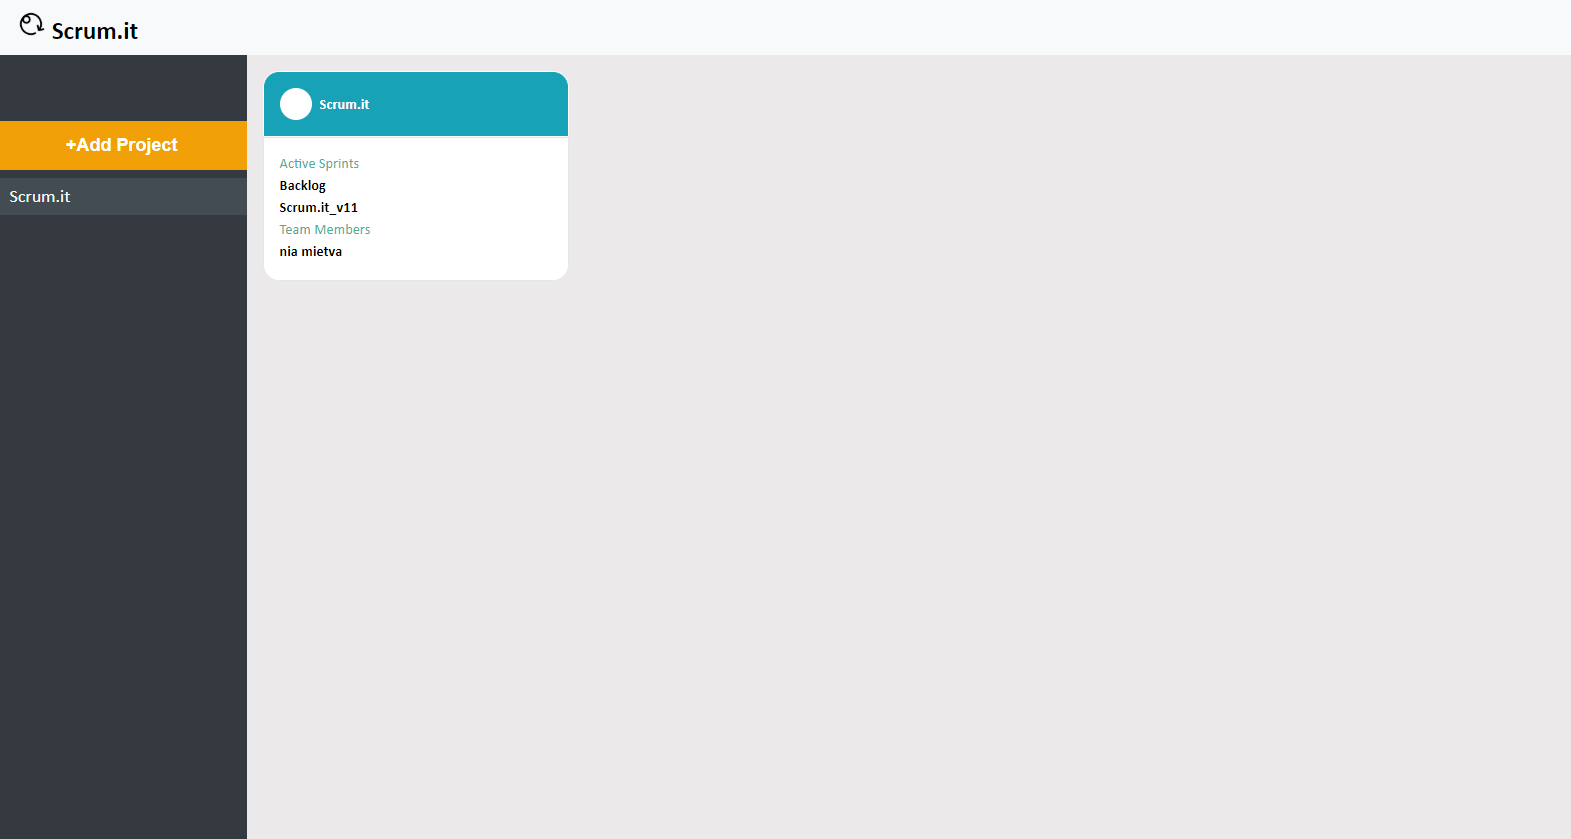 Scrum.it
+Add Project
Scrum.it
Scrum.it
Active Sprints
Backlog
Scrum.it_v11
Team Members
nia mietva